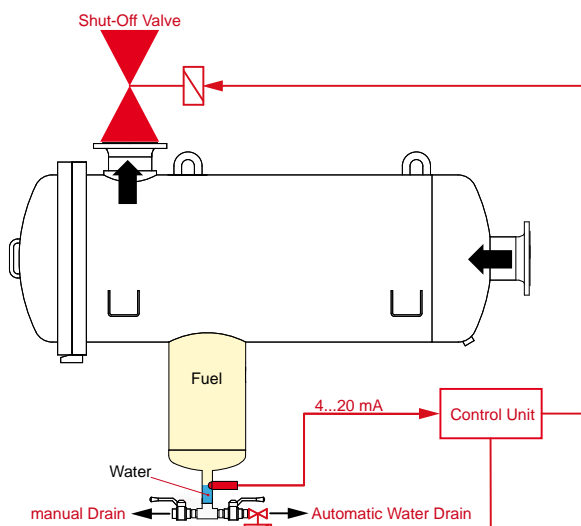 Shut-Off Valve
Fuel
4...20 mA
Control Unit
Water
manual Drain
Automatic Water Drain